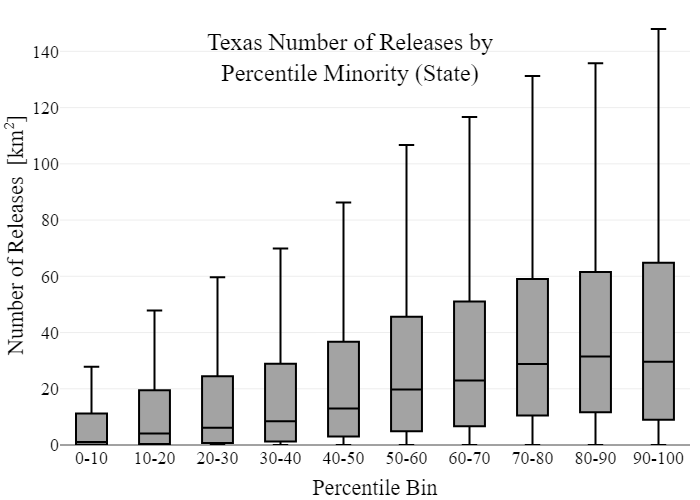 Texas Number of Releases by
Percentile Minority (State)
Number of Releases [km²]
140
120
100
80
60
40
20
0
0-10 10-20 20-30 30-40 40-50 50-60 60-70 70-80 80-90 90-100
Percentile Bin